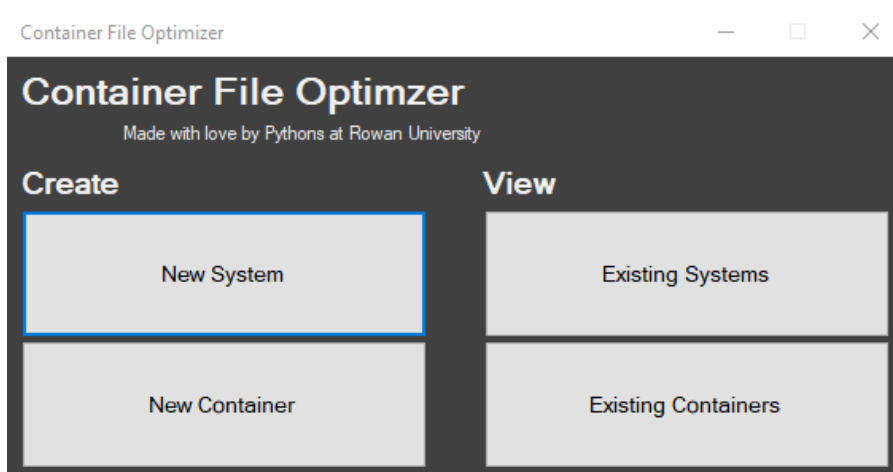 Container File Optimizer
Container File Optimzer
Made with love by Pythons at Rowan University
Create
View
New System
Existing Systems
New Container
Existing Containers